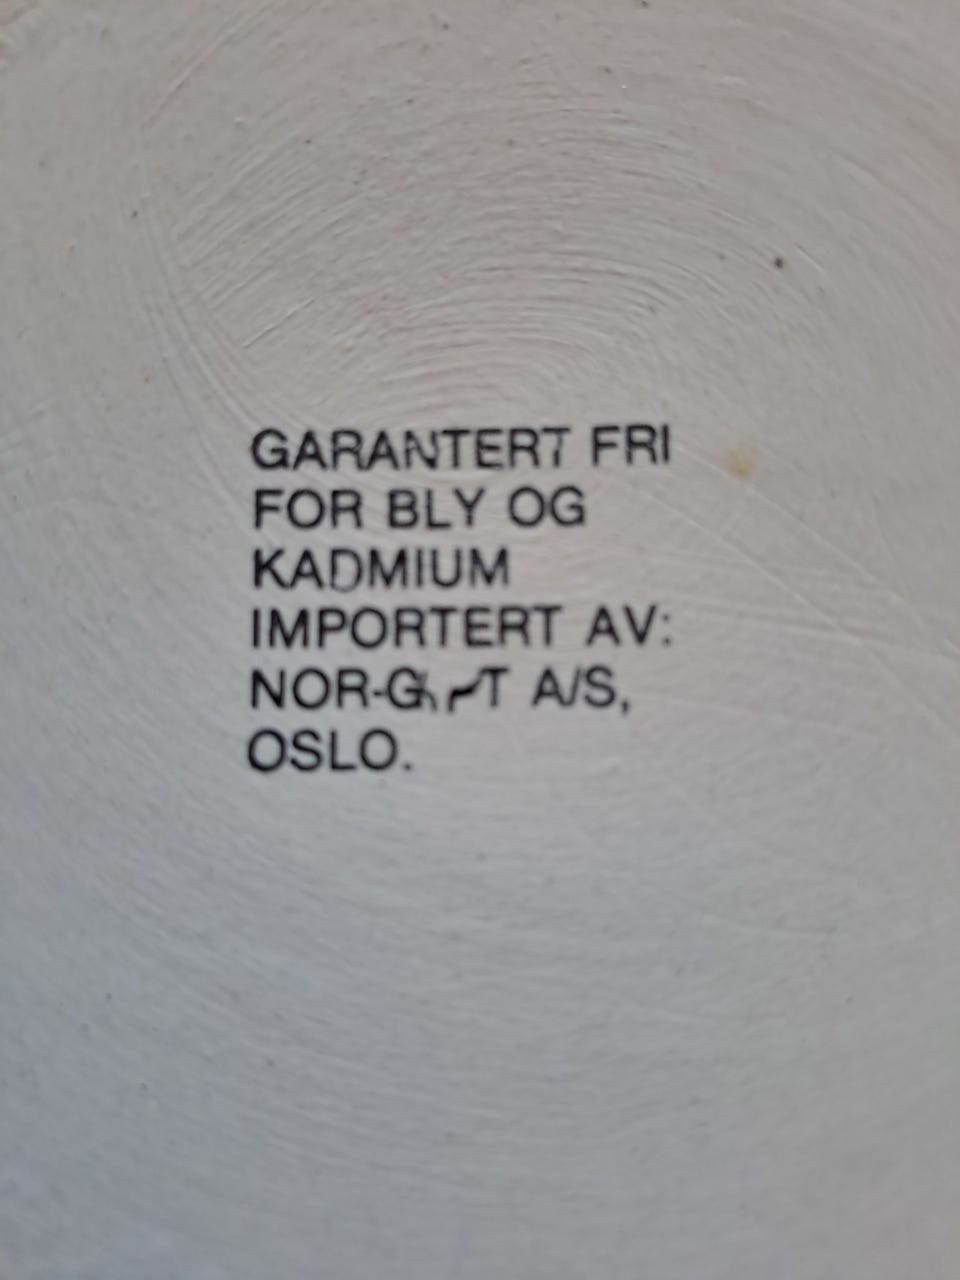 GARANTERT FRI
FOR BLY OG
KADMIUM
IMPORTERT AV:
A/S,
OSLO.